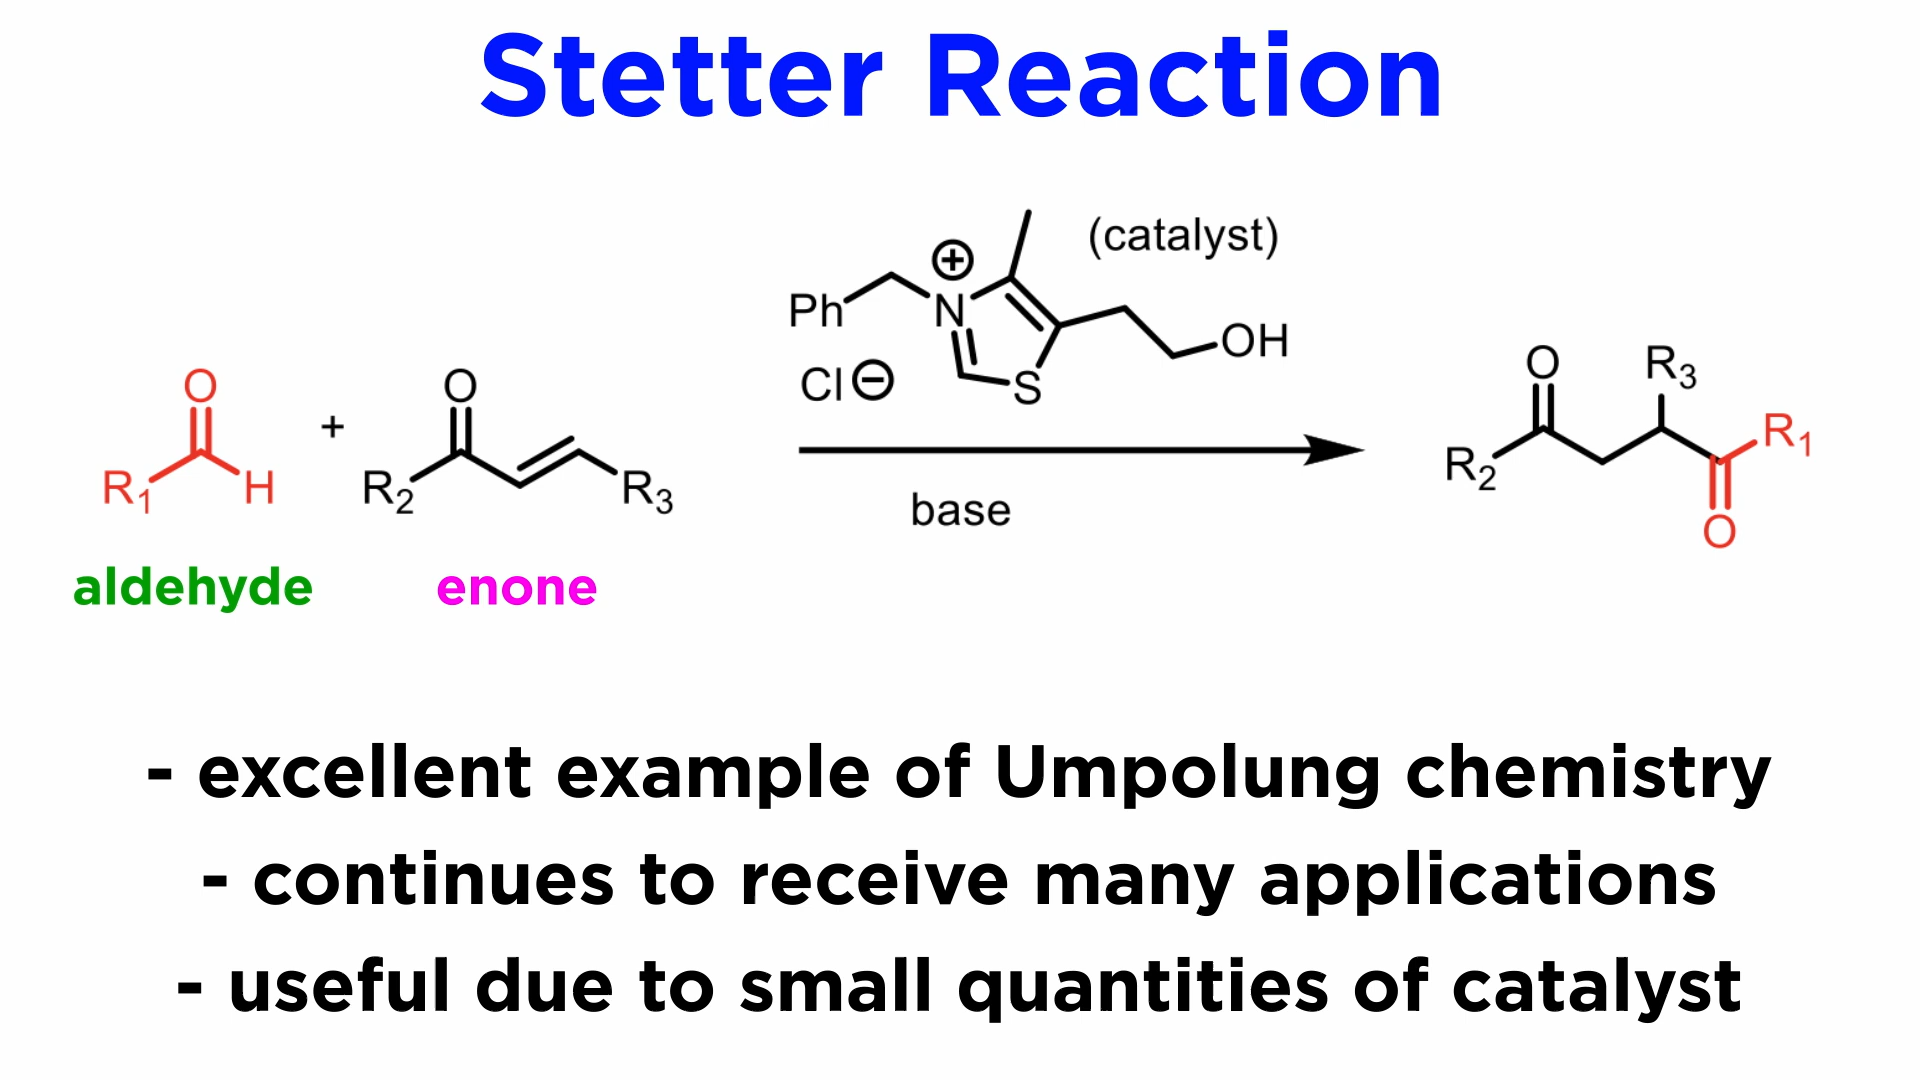 Stetter Reaction
(catalyst)
⊕
Ph N
OH
Cl⊖ S
O + O
R1 H R2 R3
base
O R3
R2 R1
O
aldehyde enone
- excellent example of Umpolung chemistry
- continues to receive many applications
- useful due to small quantities of catalyst